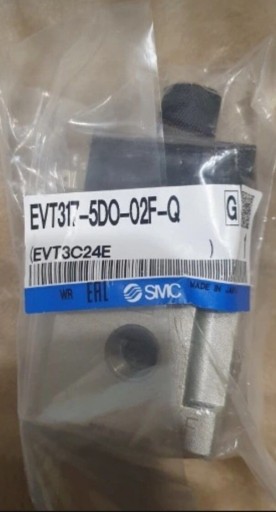 EVT317-5DO-02F-Q
G
(EVT3C24E )
WR EAC SMC MADE IN JAPAN